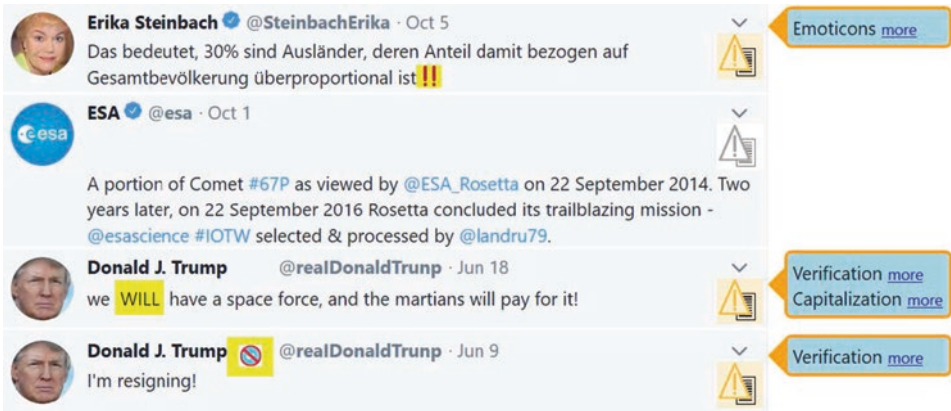 Erika Steinbach @SteinbachErika · Oct 5
Das bedeutet, 30% sind Ausländer, deren Anteil damit bezogen auf
Gesamtbevölkerung überproportional ist‼
Emoticons more
esa
ESA @esa · Oct 1
A portion of Comet #67P as viewed by @ESA_Rosetta on 22 September 2014. Two
years later, on 22 September 2016 Rosetta concluded its trailblazing mission -
@esascience #IOTW selected & processed by @landru79.
Donald J. Trump @realDonaldTrunp · Jun 18
we WILL have a space force, and the martians will pay for it!
Verification more
Capitalization more
Donald J. Trump @realDonaldTrunp · Jun 9
I'm resigning!
Verification more